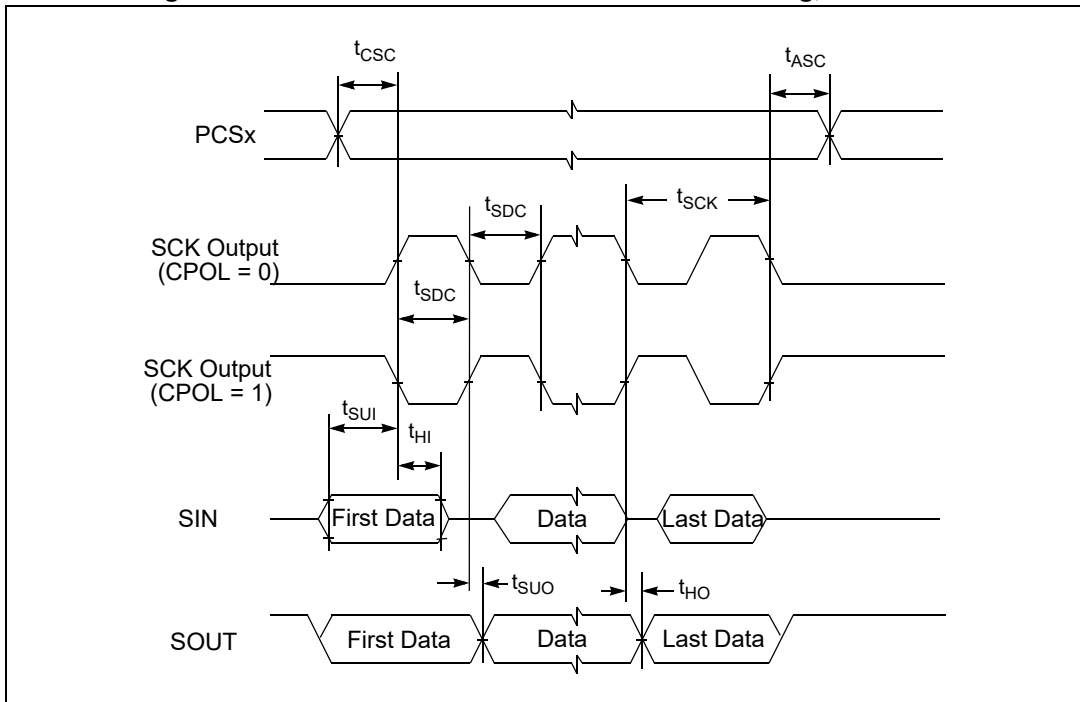 tCSC
tASC
PCSx
tSCK
tSDC
SCK Output
(CPOL = 0)
tSDC
SCK Output
(CPOL = 1)
tSUI
tHI
SIN
First Data
Data
Last Data
tSUO
tHO
SOUT
First Data
Data
Last Data